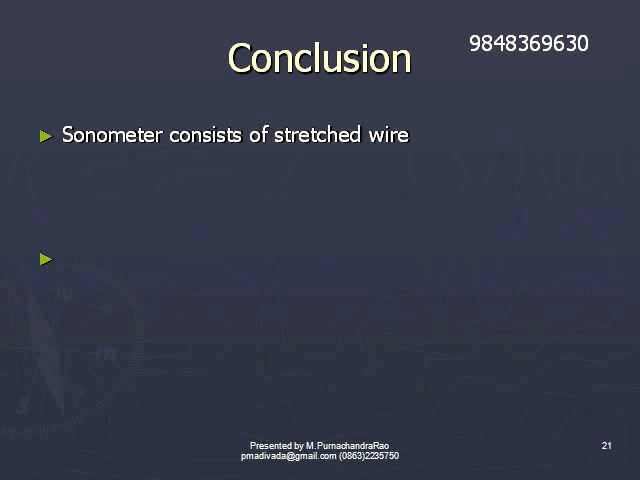 Conclusion
9848369630
► Sonometer consists of stretched wire
►
Presented by M.PurnachandraRao
pmadivada@gmail.com (0863)2235750
21
N
m
S